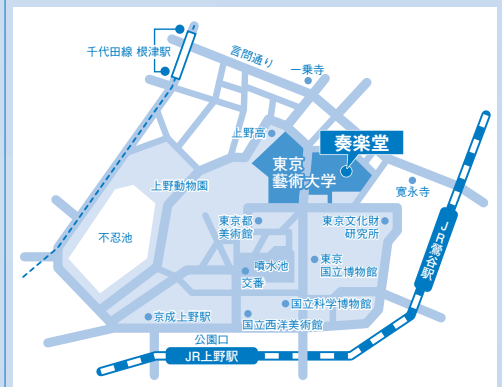 千代田線 根津駅
言問通り
一乗寺
上野高
奏楽堂
東京
藝術大学
上野動物園
寛永寺
東京都
美術館
東京文化財
研究所
不忍池
噴水池
東京
国立博物館
交番
JR鶯谷駅
国立科学博物館
京成上野駅
国立西洋美術館
公園口
JR上野駅